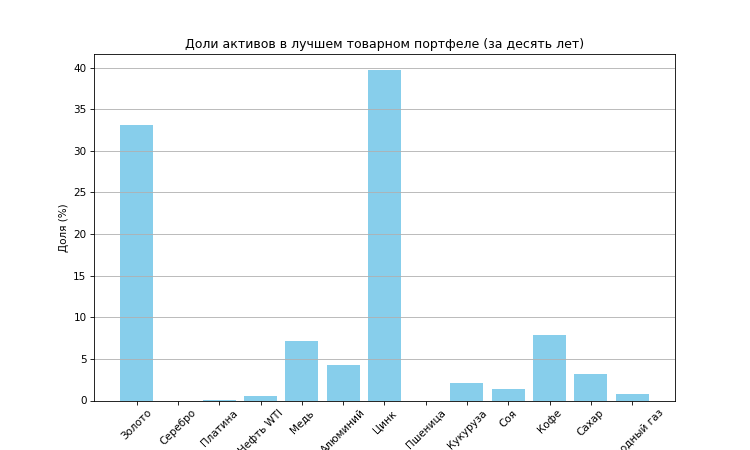 Доли активов в лучшем товарном портфеле (за десять лет)
Доля (%)
40
35
30
25
20
15
10
5
0
Золото
Серебро
Платина
Нефть WTI
Медь
Алюминий
Цинк
Пшеница
Кукуруза
Соя
Кофе
Сахар
газ